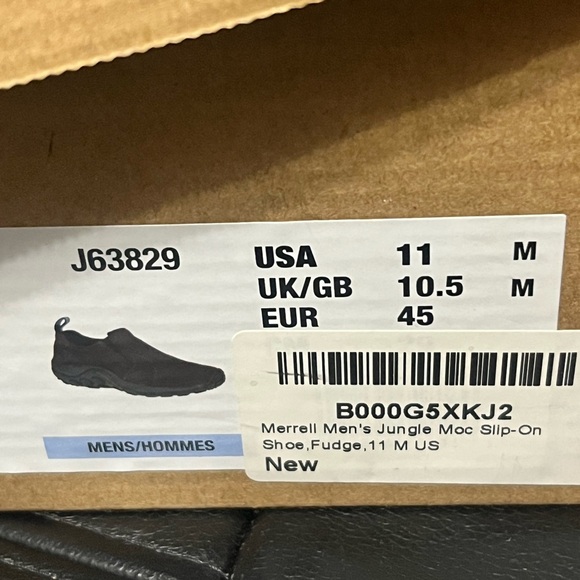 J63829
USA 11 M
UK/GB 10.5 M
EUR 45
MENS/HOMMES
B000G5XKJ2
Merrell Men's Jungle Moc Slip-On
Shoe,Fudge,11 M US
New